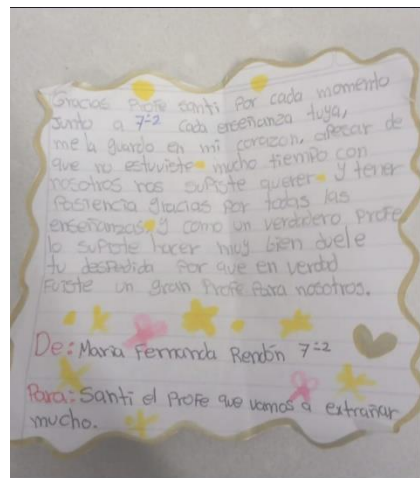 Gracias Profe santi Por cada momento
Junto a 7-2 cada enceñanza tuya,
me la guardo en mi corazon, apecar de
que no estuviste mucho tiempo con
nosotros nos supiste querer y tener
Pasiencia gracias Por todas las
enseñanzas y como un verdadero Profe
lo supiste hacer muy bien duele
tu despedida Por que en verdad
Fuiste un gran Profe Para nosotros.
De: Maria Fernanda Rendón 7-2
Para: Santi el Profe que vamos a extrañar
mucho.